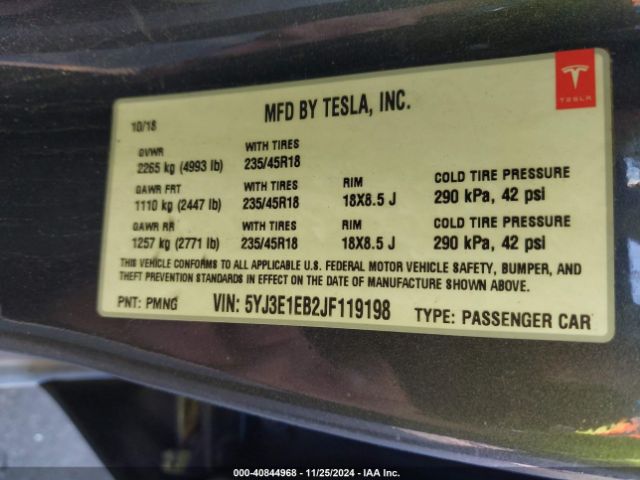 MFD BY TESLA, INC.
TESLA
10/18
GVWR WITH TIRES
2265 kg (4993 lb) 235/45R18
GAWR FRT WITH TIRES RIM COLD TIRE PRESSURE
1110 kg (2447 lb) 235/45R18 18X8.5 J 290 kPa, 42 psi
GAWR RR WITH TIRES RIM COLD TIRE PRESSURE
1257 kg (2771 lb) 235/45R18 18X8.5 J 290 kPa, 42 psi
THIS VEHICLE CONFORMS TO ALL APPLICABLE U.S. FEDERAL MOTOR VEHICLE SAFETY, BUMPER, AND
THEFT PREVENTION STANDARDS IN EFFECT ON THE DATE OF MANUFACTURE SHOWN ABOVE.
PNT: PMNG VIN: 5YJ3E1EB2JF119198 TYPE: PASSENGER CAR
000-40844968 - 11/25/2024 - IAA Inc.